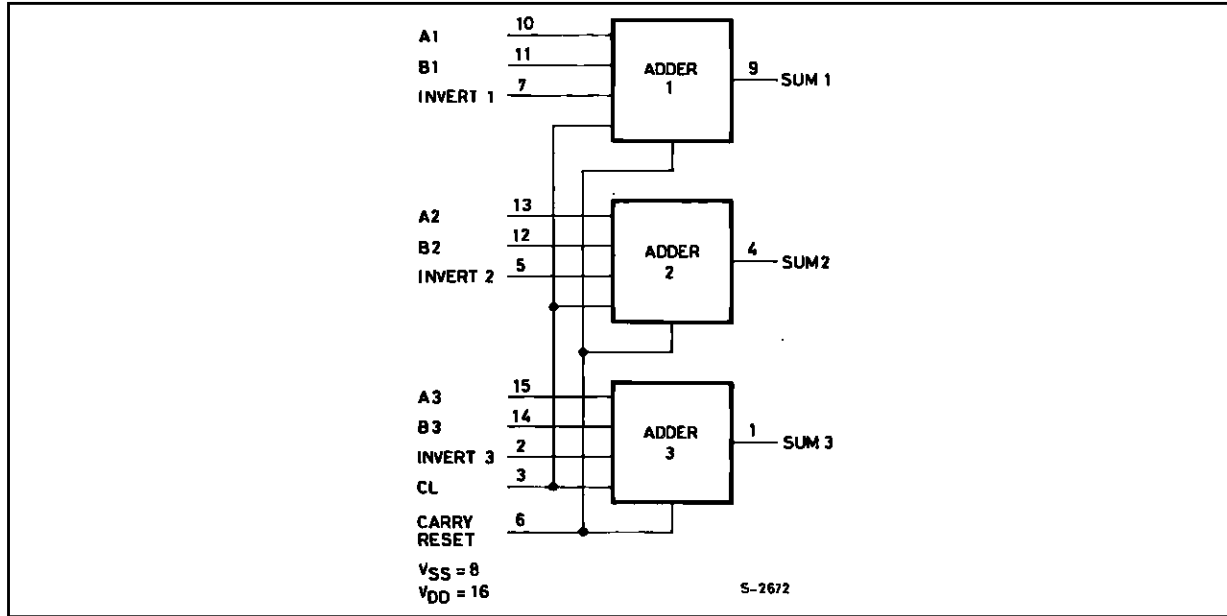 A1 10
B1 11
INVERT 1 7
ADDER
1
9 SUM 1
A2 13
B2 12
INVERT 2 5
ADDER
2
4 SUM2
A3 15
B3 14
INVERT 3 2
CL 3
ADDER
3
1 SUM 3
CARRY
RESET 6
VSS = 8
VDD = 16
S-2672